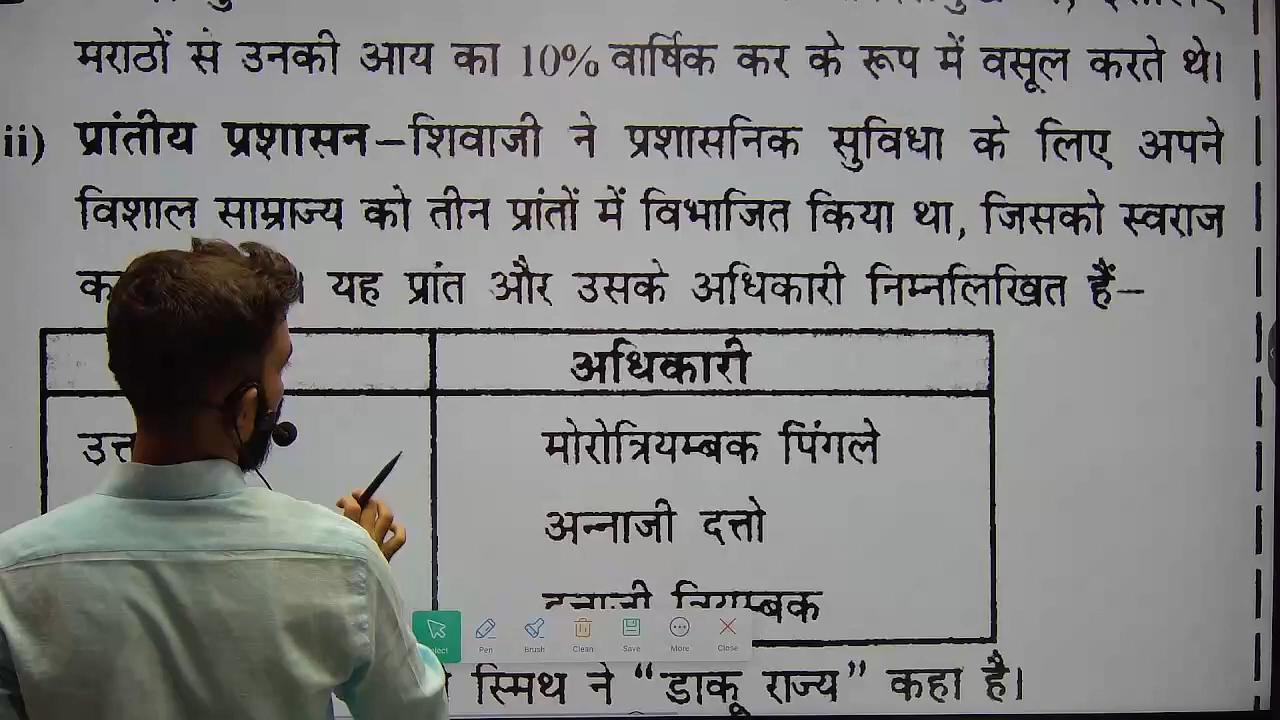 मराठों से उनकी आय का 10% वार्षिक कर के रूप में वसूल करते थे।
ii) प्रांतीय प्रशासन–शिवाजी ने प्रशासनिक सुविधा के लिए अपने
विशाल साम्राज्य को तीन प्रांतों में विभाजित किया था, जिसको स्वराज
यह प्रांत और उसके अधिकारी निम्नलिखित हैं–
अधिकारी
मोरोत्रियम्बक पिंगले
अन्नाजी दत्तो
Pen Brush Clean Save More Close
स्मिथ ने “डाकू राज्य” कहा है।